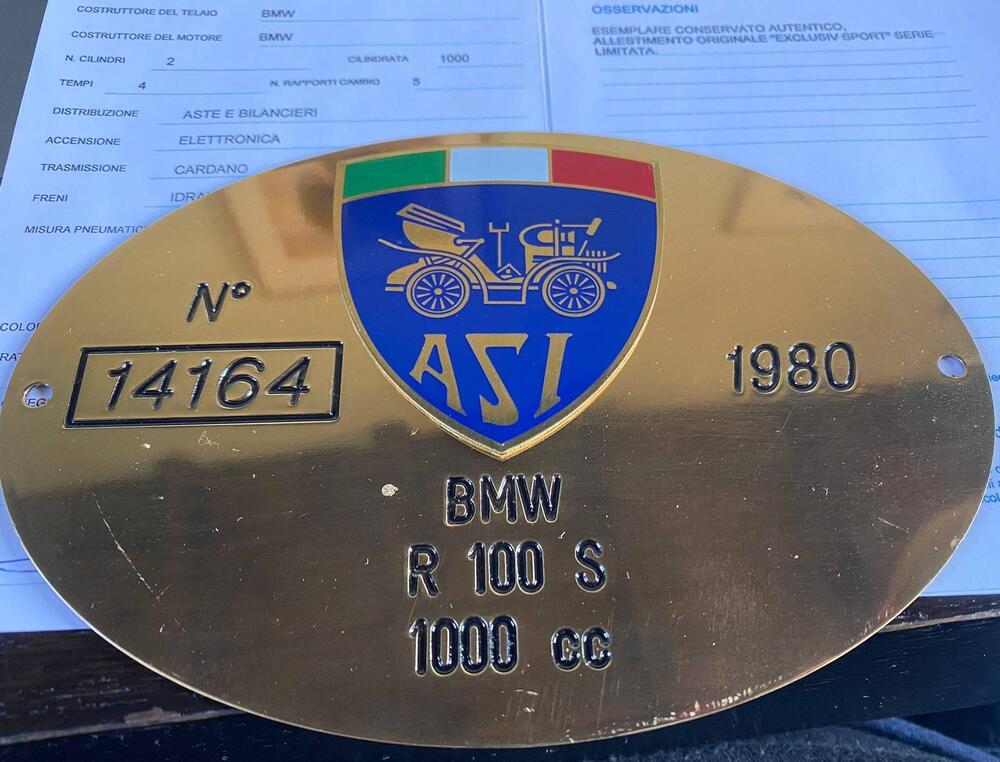 COSTRUTTORE DEL TELAIO BMW
COSTRUTTORE DEL MOTORE BMW
N. CILINDRI 2 CILINDRATA 1000
TEMPI 4 N. RAPPORTI CAMBIO 5
DISTRIBUZIONE ASTE E BILANCIERI
ACCENSIONE ELETTRONICA
TRASMISSIONE CARDANO
FRENI
OSSERVAZIONI
ESEMPLARE CONSERVATO AUTENTICO,
ALLESTIMENTO ORIGINALE "EXCLUSIV SPORT" SERIE
LIMITATA.
ASI
N°
14164
1980
BMW
R 100 S
1000 cc